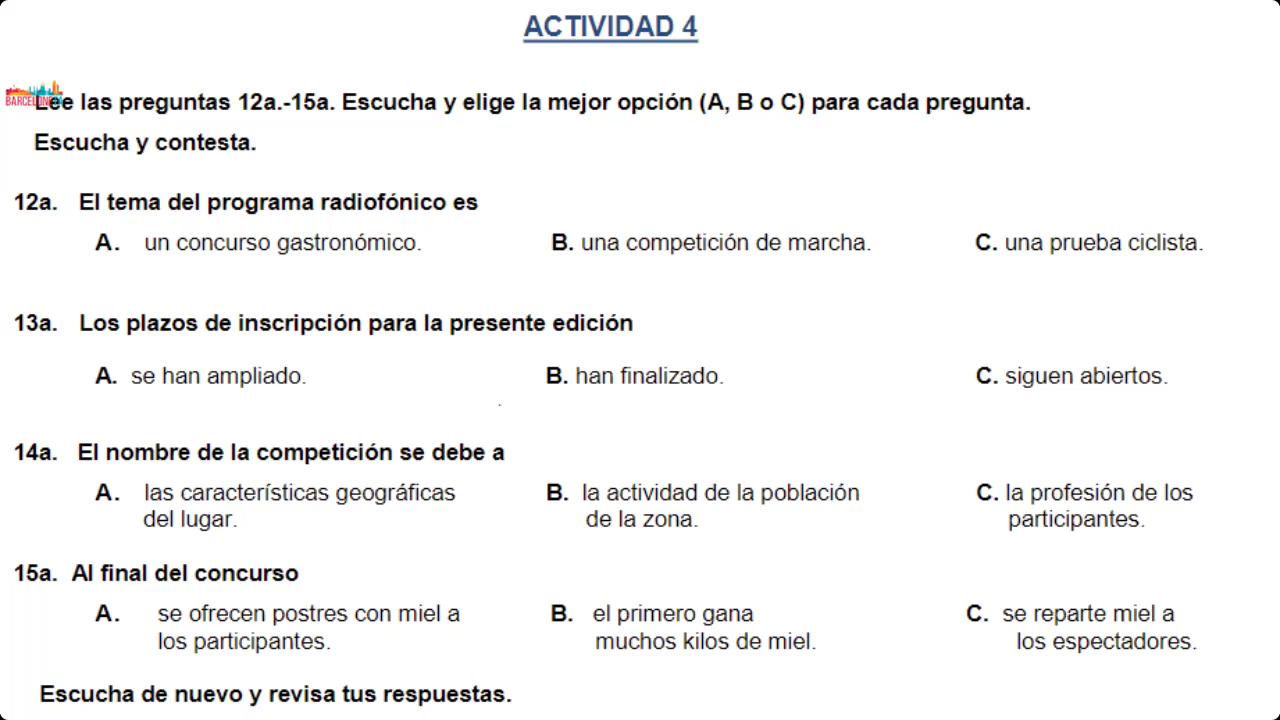 ACTIVIDAD 4
Lee las preguntas 12a.-15a. Escucha y elige la mejor opción (A, B o C) para cada pregunta.
Escucha y contesta.
12a. El tema del programa radiofónico es
A. un concurso gastronómico. B. una competición de marcha. C. una prueba ciclista.
13a. Los plazos de inscripción para la presente edición
A. se han ampliado. B. han finalizado. C. siguen abiertos.
14a. El nombre de la competición se debe a
A. las características geográficas B. la actividad de la población C. la profesión de los
del lugar. de la zona. participantes.
15a. Al final del concurso
A. se ofrecen postres con miel a B. el primero gana C. se reparte miel a
los participantes. muchos kilos de miel. los espectadores.
Escucha de nuevo y revisa tus respuestas.